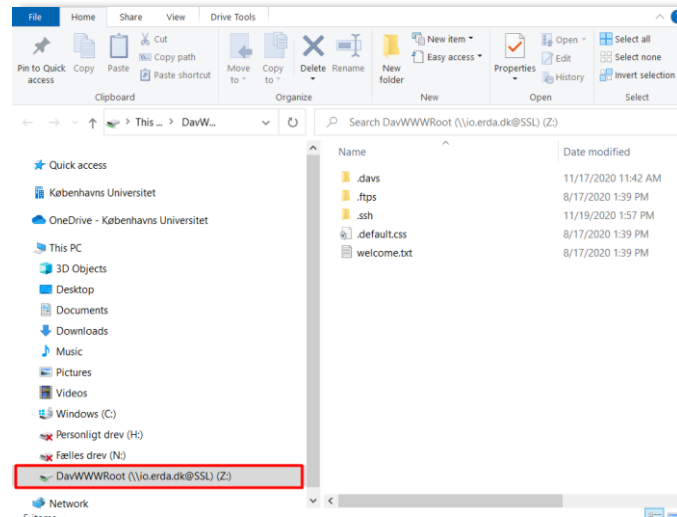 File Home Share View Drive Tools
Pin to Quick access
Copy
Paste
Cut
Copy path
Paste shortcut
Clipboard
Move to
Copy to
Delete
Rename
Organize
New folder
New item
Easy access
New
Properties
Open
Edit
History
Open
Select all
Select none
Invert selection
Select
This ... > DavW...
Search DavWWWRoot (\\io.erda.dk@SSL) (Z:)
Quick access
Københavns Universitet
OneDrive - Københavns Universitet
This PC
3D Objects
Desktop
Documents
Downloads
Music
Pictures
Videos
Windows (C:)
Personligt drev (H:)
Fælles drev (N:)
DavWWWRoot (\\io.erda.dk@SSL) (Z:)
Network
Name Date modified
.davs 11/17/2020 11:42 AM
.ftps 8/17/2020 1:39 PM
.ssh 11/19/2020 1:57 PM
.default.css 8/17/2020 1:39 PM
welcome.txt 8/17/2020 1:39 PM
5 items